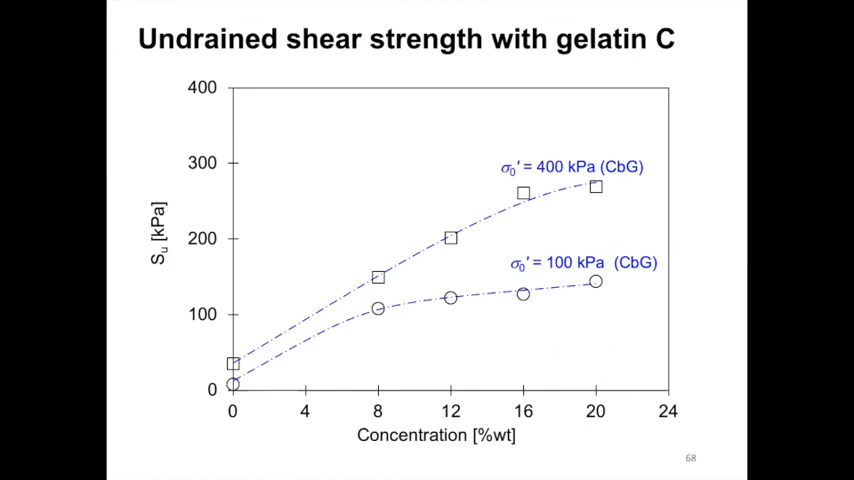 Undrained shear strength with gelatin C
400
300
200
100
0
Su [kPa]
σ0′ = 400 kPa (CbG)
σ0′ = 100 kPa (CbG)
0 4 8 12 16 20 24
Concentration [%wt]
68